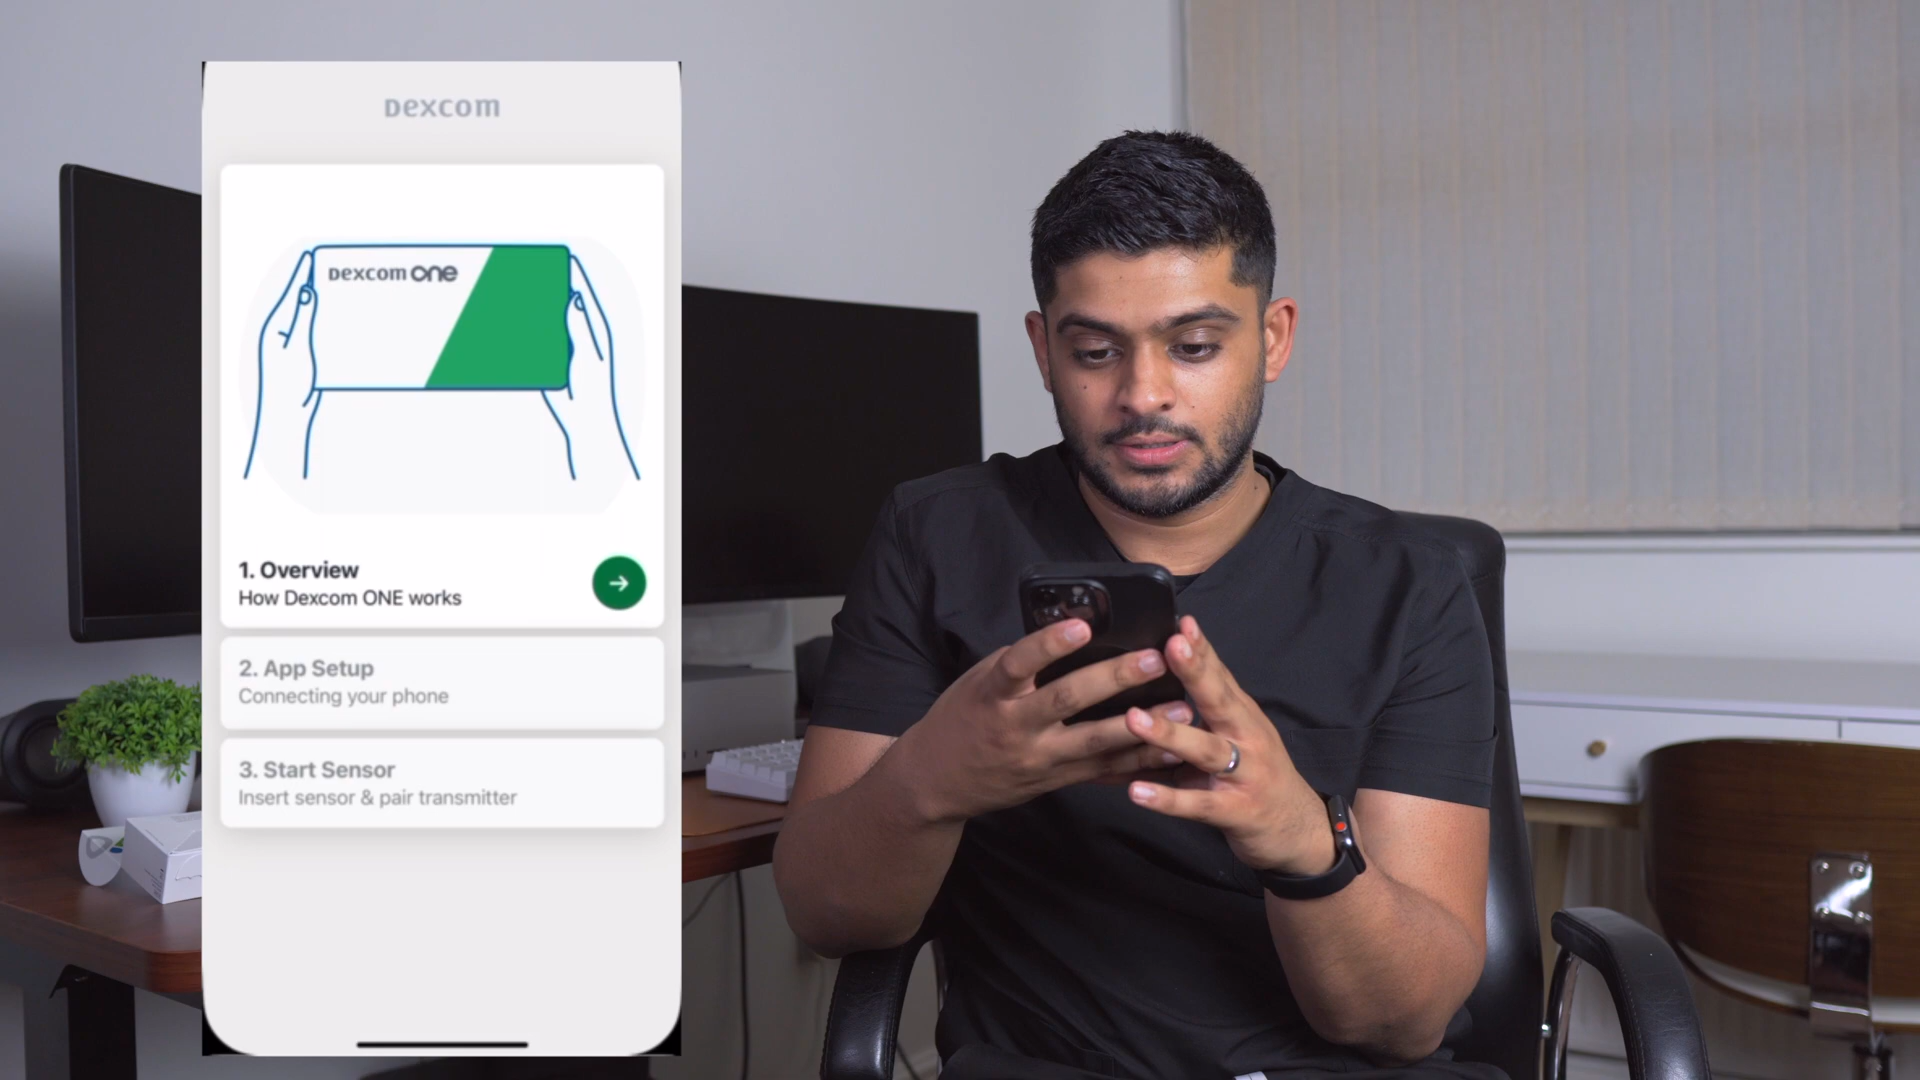 Dexcom
Dexcom ONE
1. Overview
How Dexcom ONE works
2. App Setup
Connecting your phone
3. Start Sensor
Insert sensor & pair transmitter